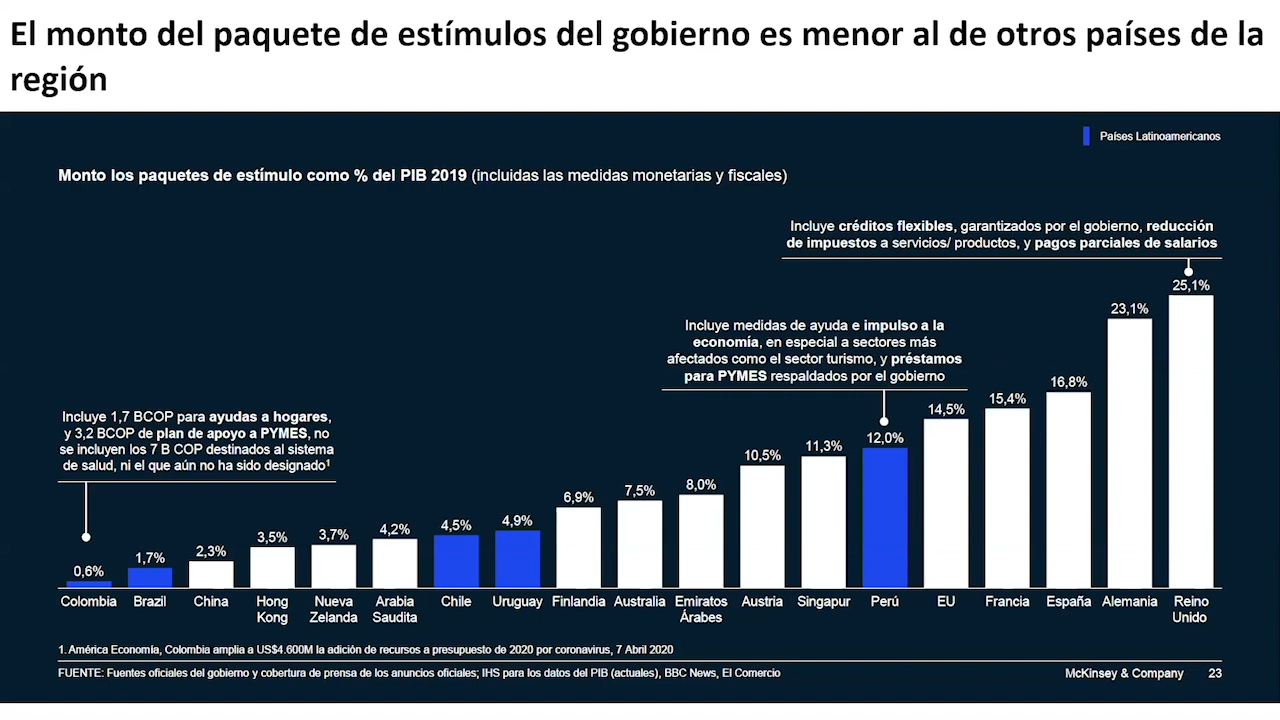 El monto del paquete de estímulos del gobierno es menor al de otros países de la
región
Países Latinoamericanos
Monto los paquetes de estímulo como % del PIB 2019 (incluidas las medidas monetarias y fiscales)
Incluye créditos flexibles, garantizados por el gobierno, reducción
de impuestos a servicios/ productos, y pagos parciales de salarios
Incluye medidas de ayuda e impulso a la
economía, en especial a sectores más
afectados como el sector turismo, y préstamos
para PYMES respaldados por el gobierno
Incluye 1,7 BCOP para ayudas a hogares,
y 3,2 BCOP de plan de apoyo a PYMES, no
se incluyen los 7 B COP destinados al sistema
de salud, ni el que aún no ha sido designado¹
0,6%
1,7%
2,3%
3,5%
3,7%
4,2%
4,5%
4,9%
6,9%
7,5%
8,0%
10,5%
11,3%
12,0%
14,5%
15,4%
16,8%
23,1%
25,1%
Colombia
Brazil
China
Hong
Kong
Nueva
Zelanda
Arabia
Saudita
Chile
Uruguay
Finlandia
Australia
Emiratos
Árabes
Austria
Singapur
Perú
EU
Francia
España
Alemania
Reino
Unido
1. América Economía, Colombia amplia a US$4.600M la adición de recursos a presupuesto de 2020 por coronavirus, 7 Abril 2020
FUENTE: Fuentes oficiales del gobierno y cobertura de prensa de los anuncios oficiales; IHS para los datos del PIB (actuales), BBC News, El Comercio
McKinsey & Company 23